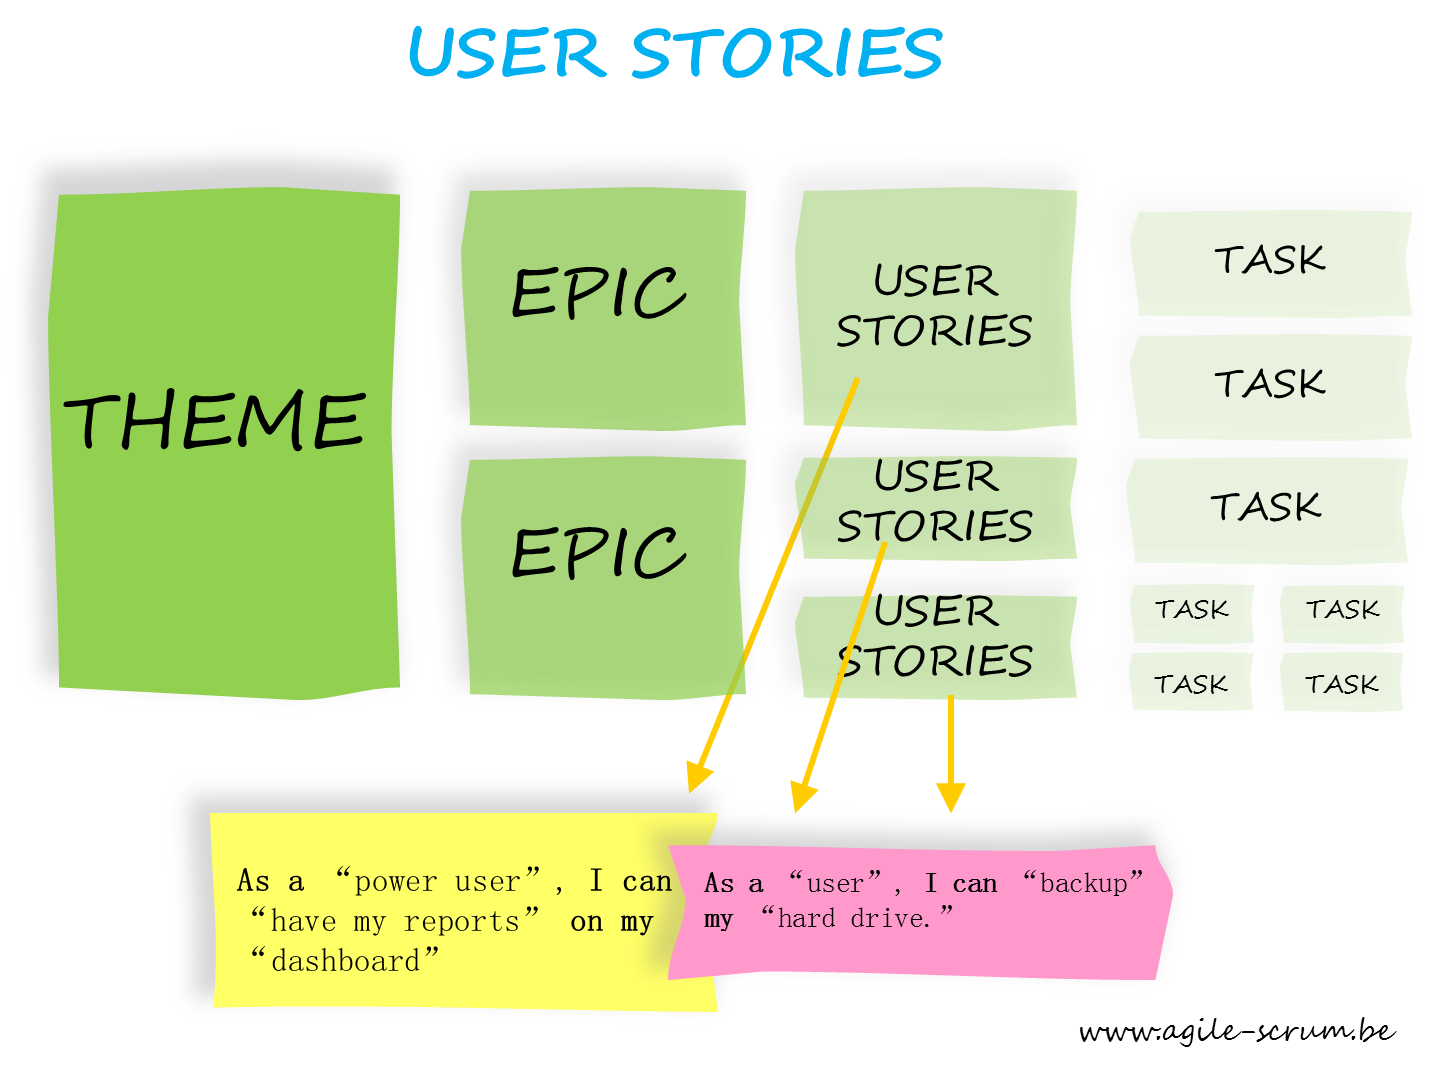 USER STORIES
THEME
EPIC
EPIC
USER
STORIES
USER
STORIES
USER
STORIES
TASK
TASK
TASK
TASK TASK
TASK TASK
As a “power user”, I can
“have my reports” on my
“dashboard”
As a “user”, I can “backup”
my “hard drive.”
www.agile-scrum.be